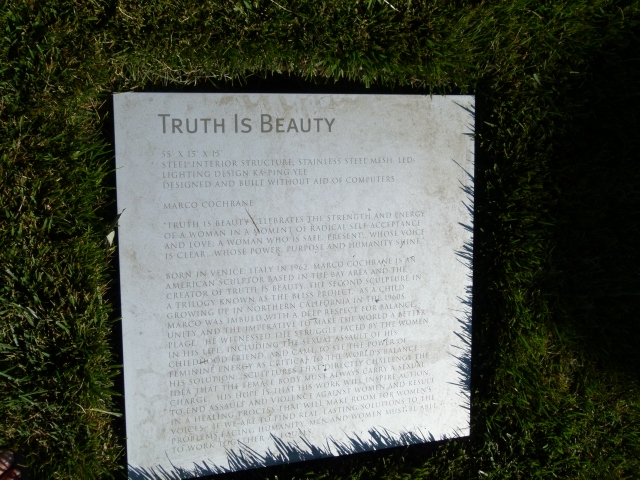 TRUTH IS BEAUTY
55' X 15' X 15'
STEEL INTERIOR STRUCTURE, STAINLESS STEEL MESH, LED
LIGHTING DESIGN KA-PING YEE
DESIGNED AND BUILT WITHOUT AID OF COMPUTERS
MARCO COCHRANE
"TRUTH IS BEAUTY CELEBRATES THE STRENGTH AND ENERGY
OF A WOMAN IN A MOMENT OF RADICAL SELF-ACCEPTANCE
AND LOVE; A WOMAN WHO IS SAFE, PRESENT, WHOSE VOICE
IS CLEAR... WHOSE POWER, PURPOSE AND HUMANITY SHINE."
BORN IN VENICE, ITALY IN 1962, MARCO COCHRANE IS AN
AMERICAN SCULPTOR BASED IN THE BAY AREA AND THE
CREATOR OF TRUTH IS BEAUTY, THE SECOND SCULPTURE IN
A TRILOGY KNOWN AS THE BLISS PROJECT. AS A CHILD
GROWING UP IN NORTHERN CALIFORNIA IN THE 1960S,
MARCO WAS IMBUED WITH A DEEP RESPECT FOR BALANCE,
UNITY, AND THE IMPERATIVE TO MAKE THE WORLD A BETTER
PLACE. HE WITNESSED THE STRUGGLE FACED BY THE WOMEN
IN HIS LIFE, INCLUDING THE SEXUAL ASSAULT OF HIS
CHILDHOOD FRIEND, AND CAME TO SEE THE POWER OF
FEMININE ENERGY AS CRITICAL TO THE WORLD'S BALANCE.
HIS SOLUTION: SCULPTURES THAT DIRECTLY CHALLENGE THE
IDEA THAT THE FEMALE BODY MUST CARRY A SEXUAL
CHARGE. HIS HOPE IS THAT HIS WORK WILL INSPIRE MEN
TO END ASSAULT AND VIOLENCE AGAINST WOMEN, AND RESULT
IN A HEALING PROCESS THAT WILL MAKE ROOM FOR WOMEN'S
VOICES. IF WE ARE TO FIND REAL, LASTING SOLUTIONS TO THE
PROBLEMS FACING HUMANITY, MEN AND WOMEN MUST BE ABLE
TO WORK TOGETHER